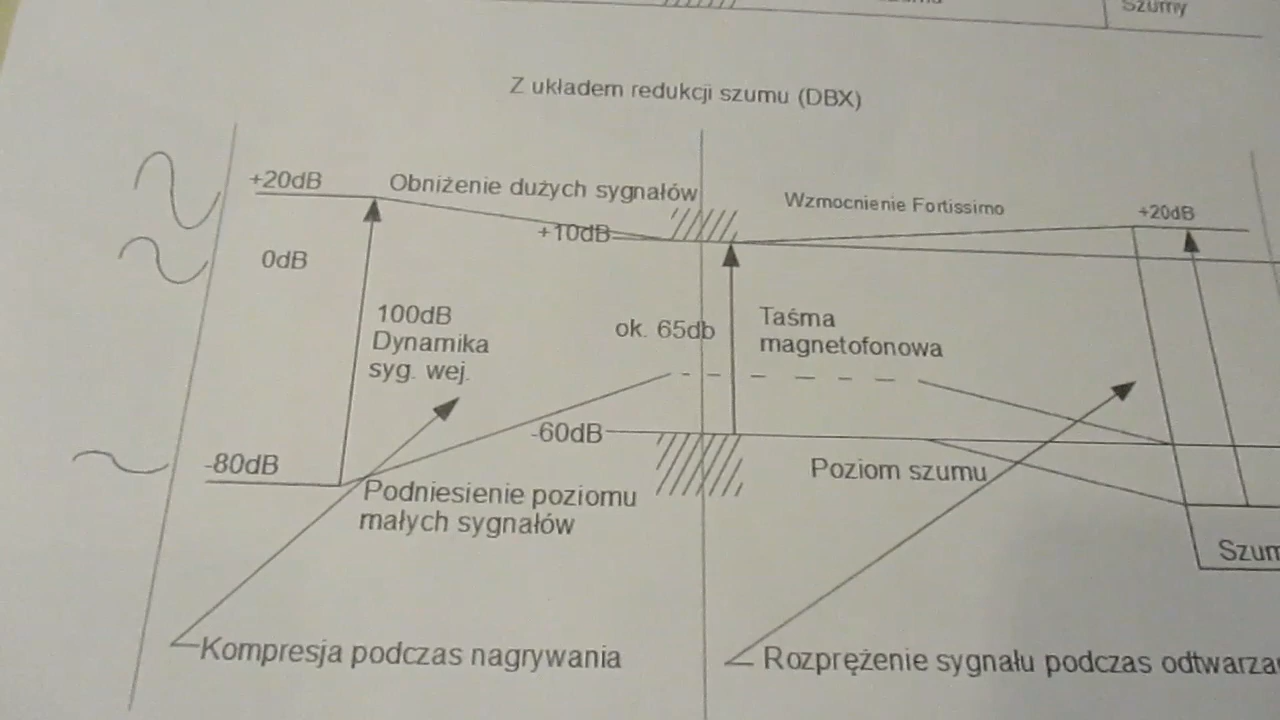 Szumy
Z układem redukcji szumu (DBX)
+20dB
Obniżenie dużych sygnałów
Wzmocnienie Fortissimo
+20dB
+10dB
0dB
100dB
Dynamika
syg. wej.
ok. 65db
Taśma
magnetofonowa
-60dB
-80dB
Poziom szumu
Podniesienie poziomu
małych sygnałów
Kompresja podczas nagrywania
Rozprężenie sygnału podczas